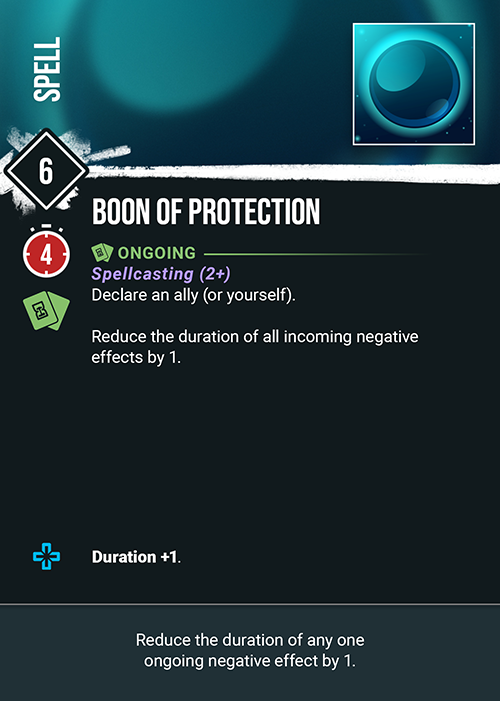 SPELL
6
BOON OF PROTECTION
4
ONGOING
Spellcasting (2+)
Declare an ally (or yourself).
Reduce the duration of all incoming negative
effects by 1.
Duration +1.
Reduce the duration of any one
ongoing negative effect by 1.